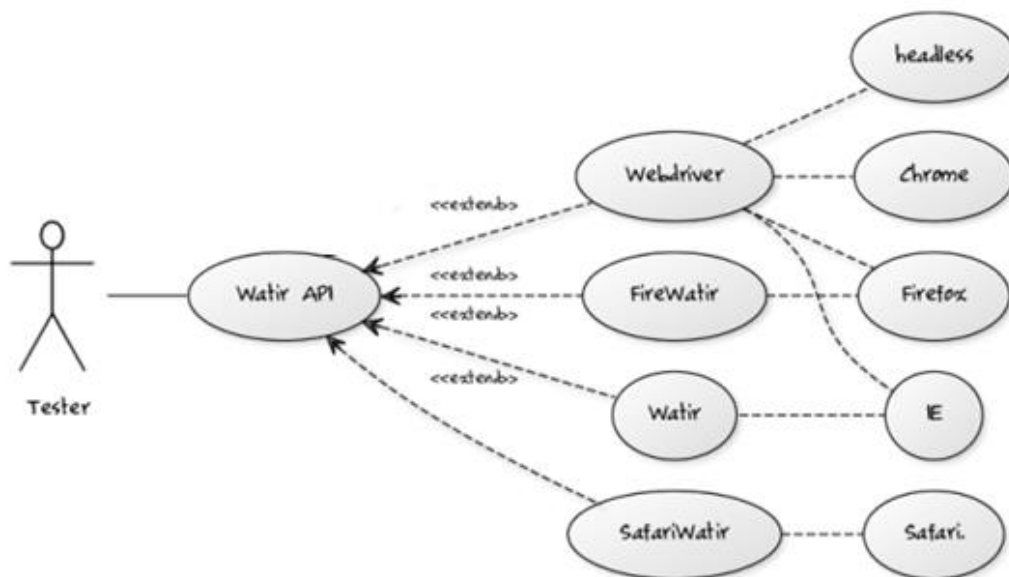 headless
Webdriver
Chrome
<<extend>>
Watir API
<<extend>>
FireWatir
Firefox
<<extend>>
<<extend>>
Tester
Watir
IE
SafariWatir
Safari.